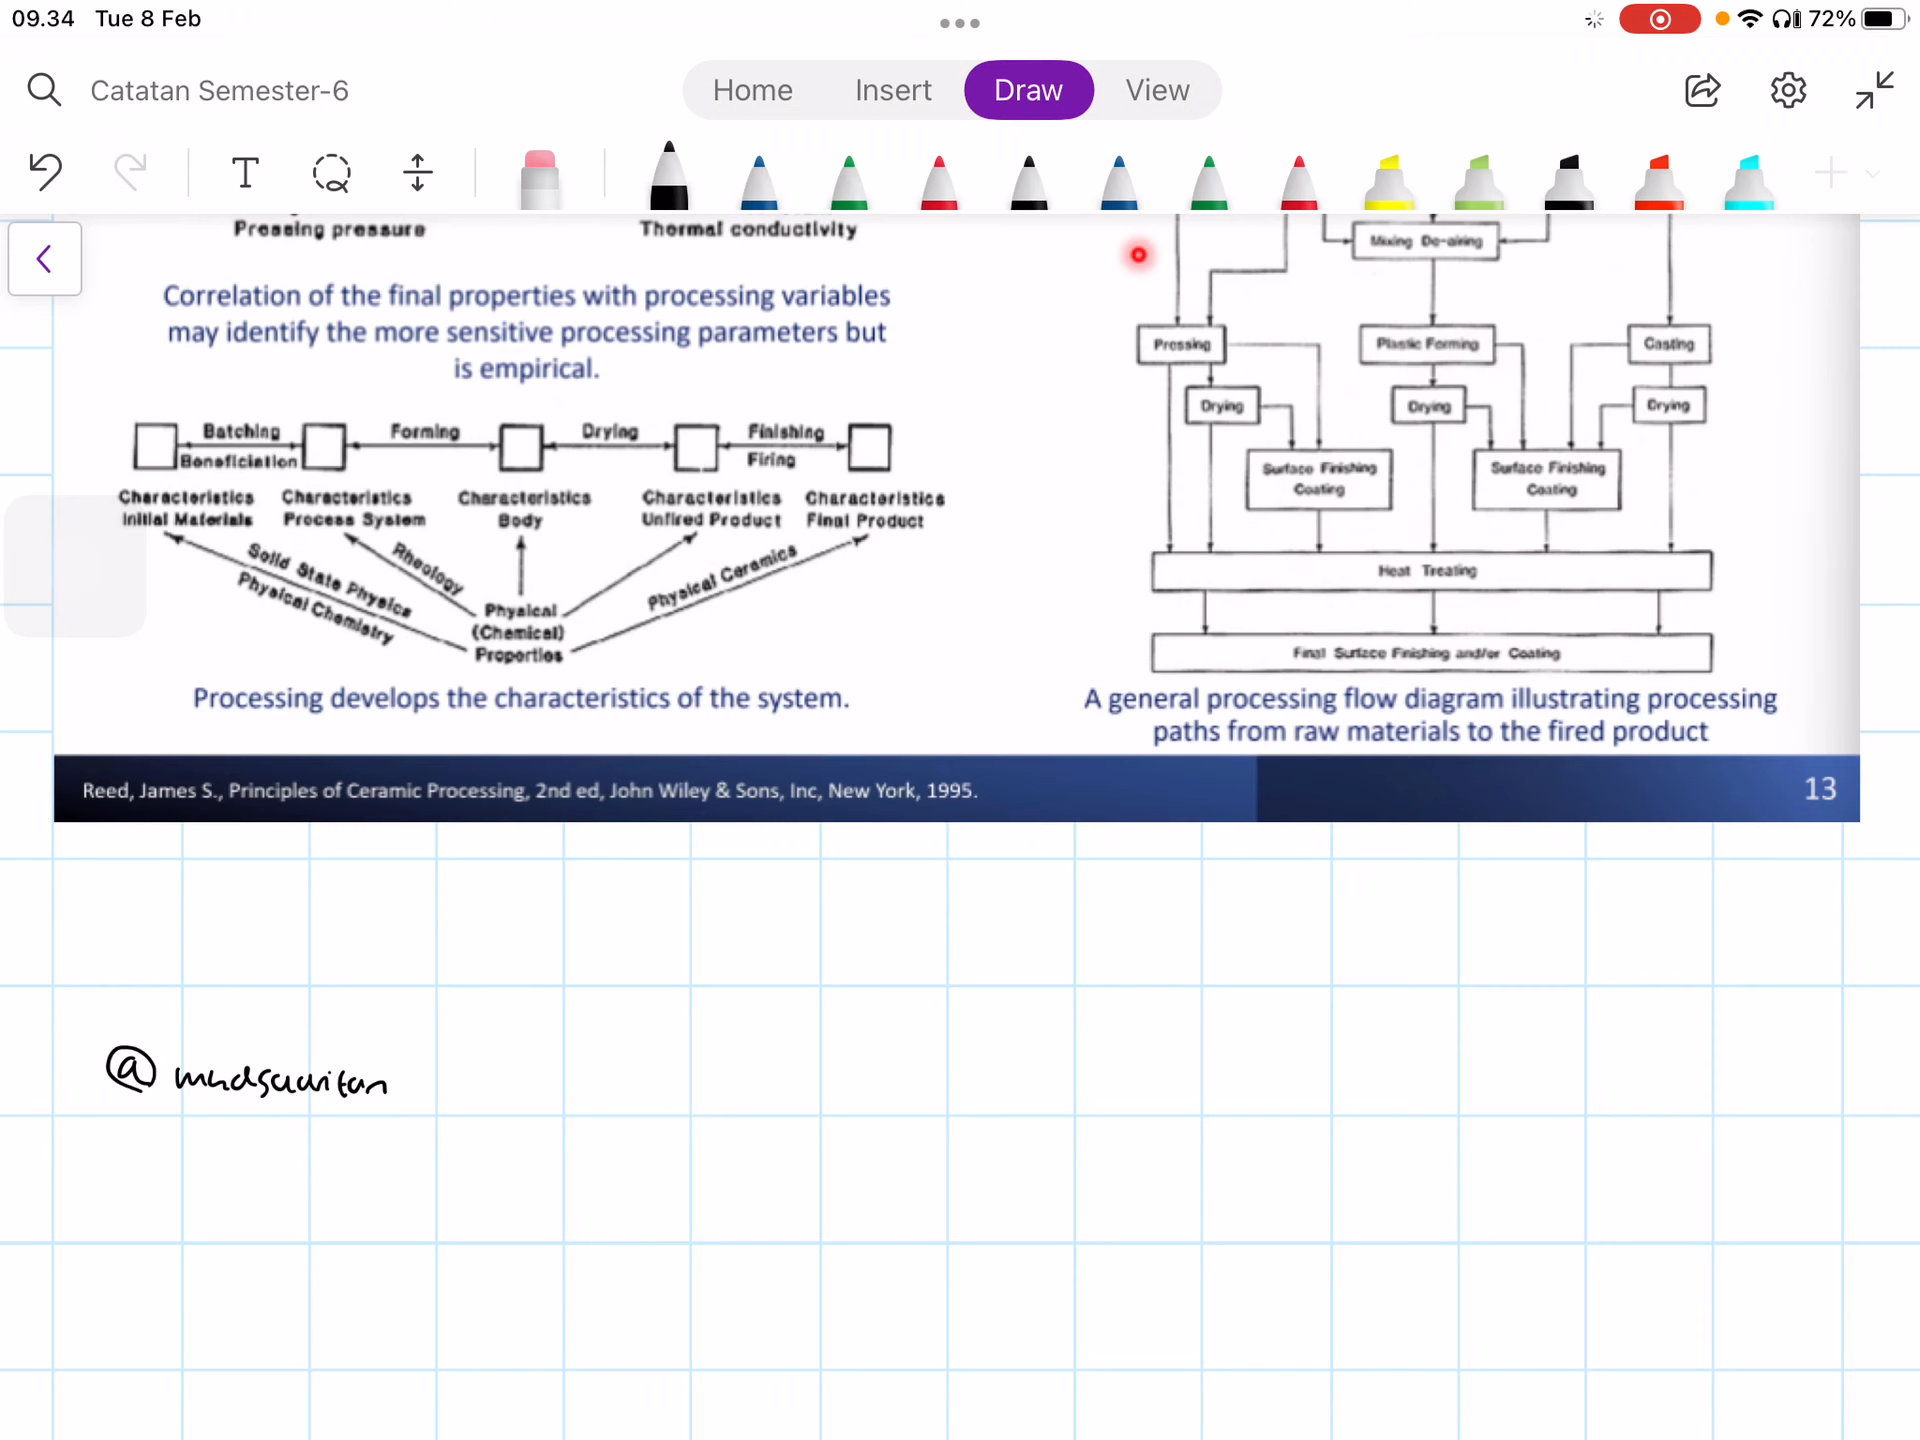 09.34 Tue 8 Feb
72%
Catatan Semester-6
Home Insert Draw View
T
Pressing pressure
Thermal conductivity
Correlation of the final properties with processing variables
may identify the more sensitive processing parameters but
is empirical.
Batching
Beneficiation
Forming
Drying
Finishing
Firing
Characteristics
Initial Materials
Characteristics
Process System
Characteristics
Body
Characteristics
Unfired Product
Characteristics
Final Product
Solid State Physics
Physical Chemistry
Rheology
Physical Ceramics
Physical
(Chemical)
Properties
Processing develops the characteristics of the system.
Mixing De-airing
Pressing
Plastic Forming
Casting
Drying
Drying
Drying
Surface Finishing
Coating
Surface Finishing
Coating
Heat Treating
Final Surface Finishing and/or Coating
A general processing flow diagram illustrating processing
paths from raw materials to the fired product
Reed, James S., Principles of Ceramic Processing, 2nd ed, John Wiley & Sons, Inc, New York, 1995.
13
@